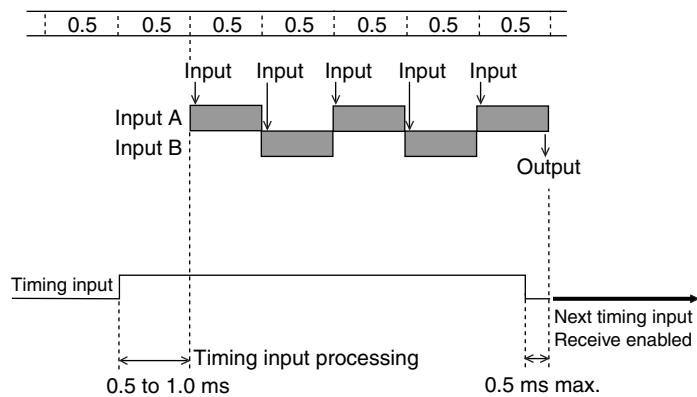 0.5 0.5 0.5 0.5 0.5 0.5 0.5
Input Input Input Input Input
Input A
Input B
Output
Timing input
Next timing input
Receive enabled
Timing input processing
0.5 to 1.0 ms
0.5 ms max.